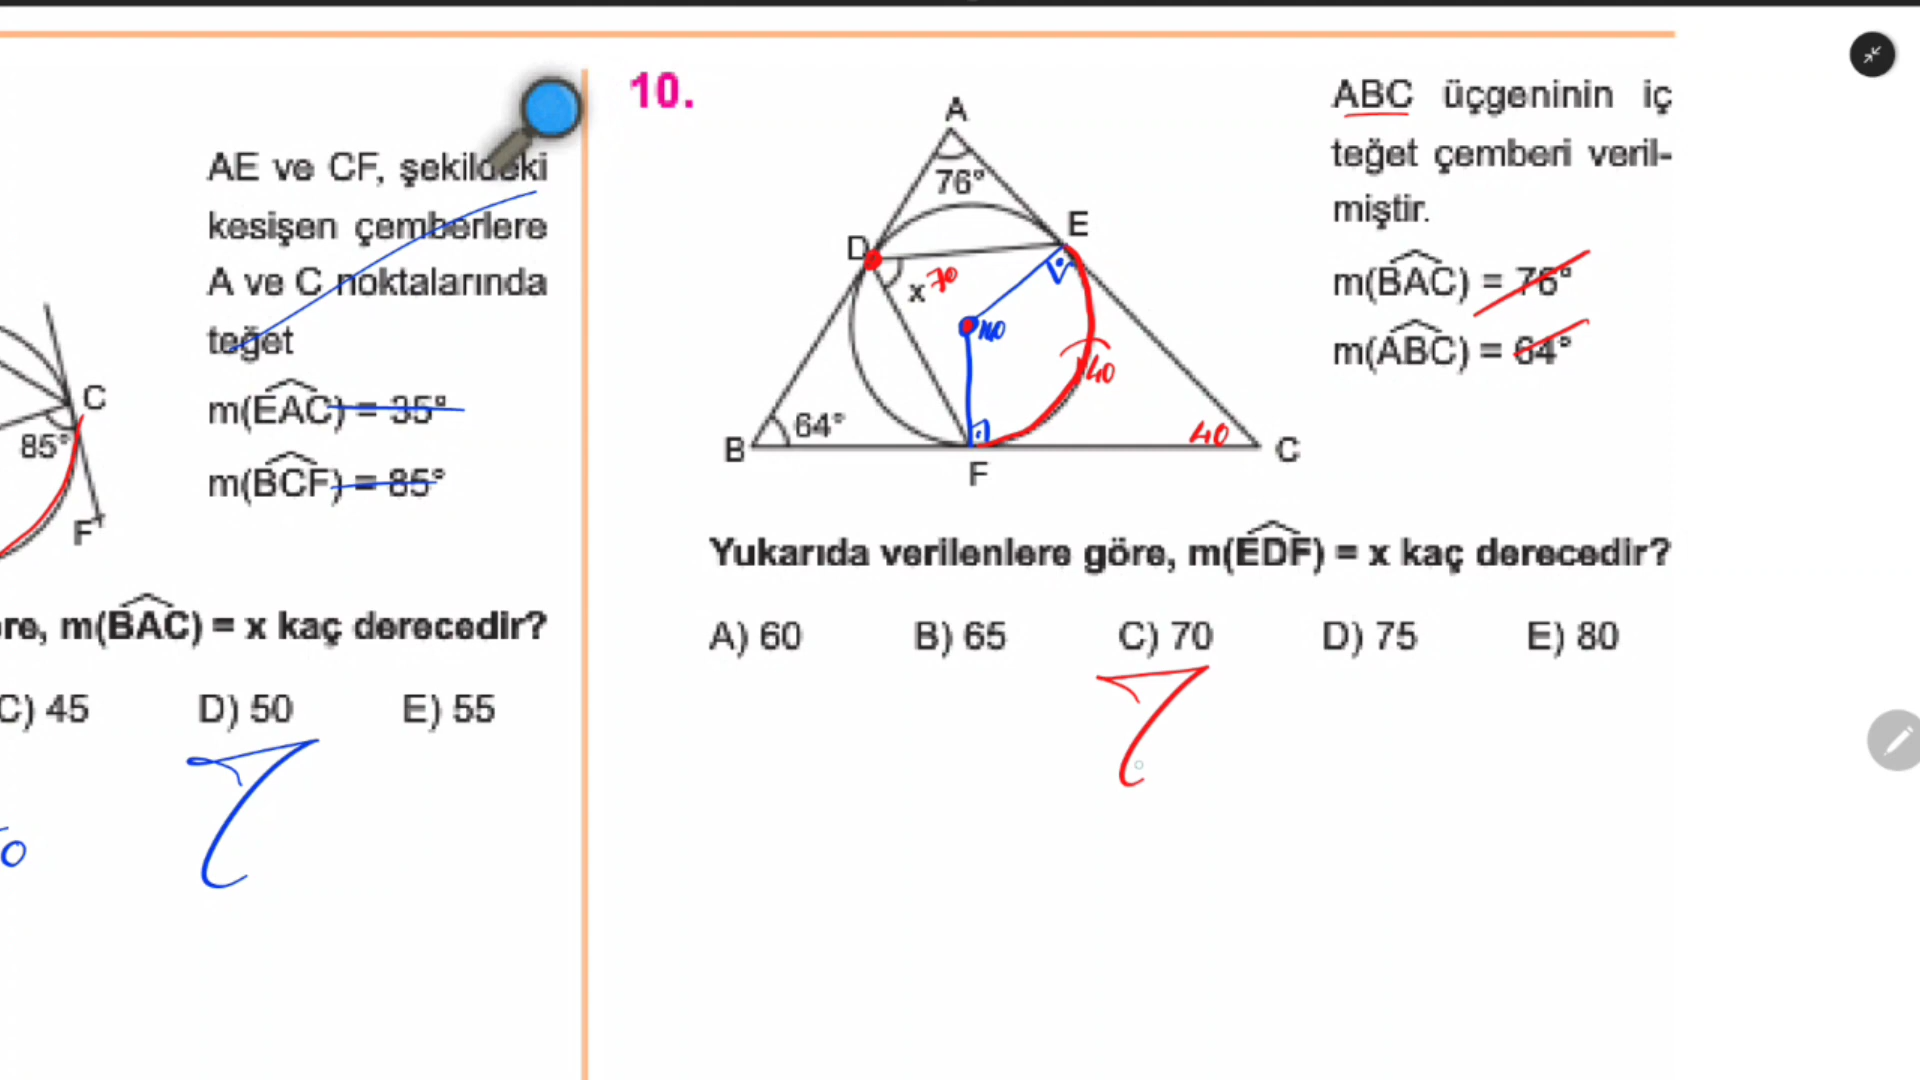 AE ve CF, şekildeki
kesişen çemberlere
A ve C noktalarında
teğet
m(EAC) = 35°
m(BCF) = 85°
C
85°
F
re, m(BAC) = x kaç derecedir?
C) 45 D) 50 E) 55
10.
A
76°
D
E
x 70
110
140
B
64°
40
C
F
ABC üçgeninin iç
teğet çemberi veril-
miştir.
m(BAC) = 76°
m(ABC) = 64°
Yukarıda verilenlere göre, m(EDF) = x kaç derecedir?
A) 60 B) 65 C) 70 D) 75 E) 80